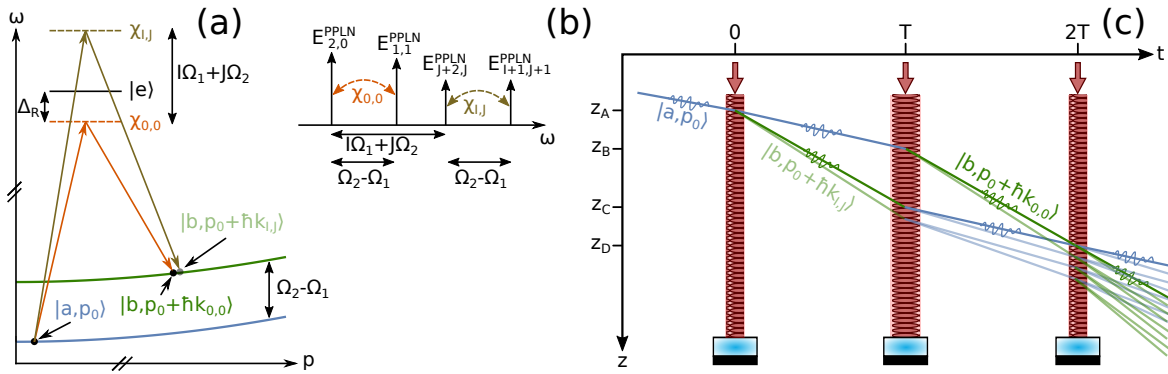 (a)
ω
χI,J
IΩ1+JΩ2
|e⟩
ΔR
χ0,0
|b,p0+ħkI,J⟩
Ω2-Ω1
|a,p0⟩
|b,p0+ħk0,0⟩
p
(b)
E2,0PPLN
E1,1PPLN
EJ+2,JPPLN
EI+1,J+1PPLN
χ0,0
χI,J
ω
IΩ1+JΩ2
Ω2-Ω1
Ω2-Ω1
(c)
0
T
2T
t
zA
|a,p0⟩
zB
|b,p0+ħkI,J⟩
|b,p0+ħk0,0⟩
zC
zD
z